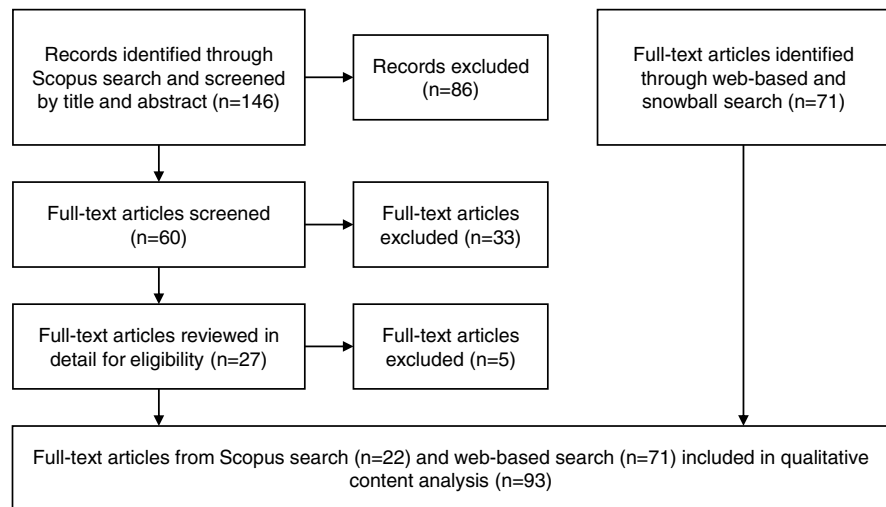 Records identified through
Scopus search and screened
by title and abstract (n=146)
Records excluded
(n=86)
Full-text articles identified
through web-based and
snowball search (n=71)
Full-text articles screened
(n=60)
Full-text articles
excluded (n=33)
Full-text articles reviewed in
detail for eligibility (n=27)
Full-text articles
excluded (n=5)
Full-text articles from Scopus search (n=22) and web-based search (n=71) included in qualitative
content analysis (n=93)